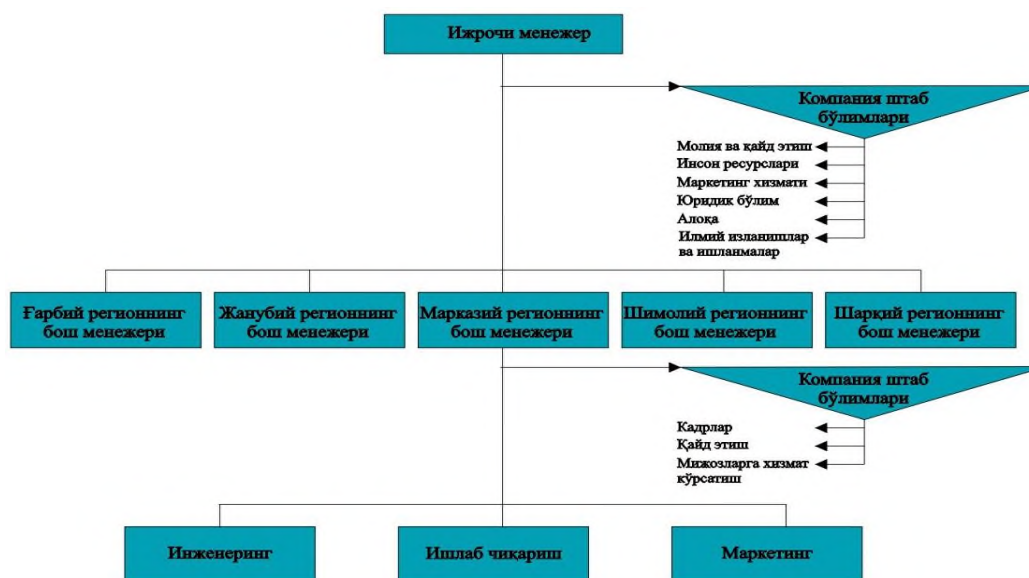 Ижрочи менежер
Компания штаб
бўлимлари
Молия ва қайд этиш
Инсон ресурслари
Маркетинг хизмати
Юридик бўлим
Алоқа
Илмий изланишлар
ва ишланмалар
Ғарбий регионнинг
бош менежери
Жанубий регионнинг
бош менежери
Марказий регионнинг
бош менежери
Шимолий регионнинг
бош менежери
Шарқий регионнинг
бош менежери
Компания штаб
бўлимлари
Кадрлар
Қайд этиш
Мижозларга хизмат
кўрсатиш
Инженеринг
Ишлаб чиқариш
Маркетинг